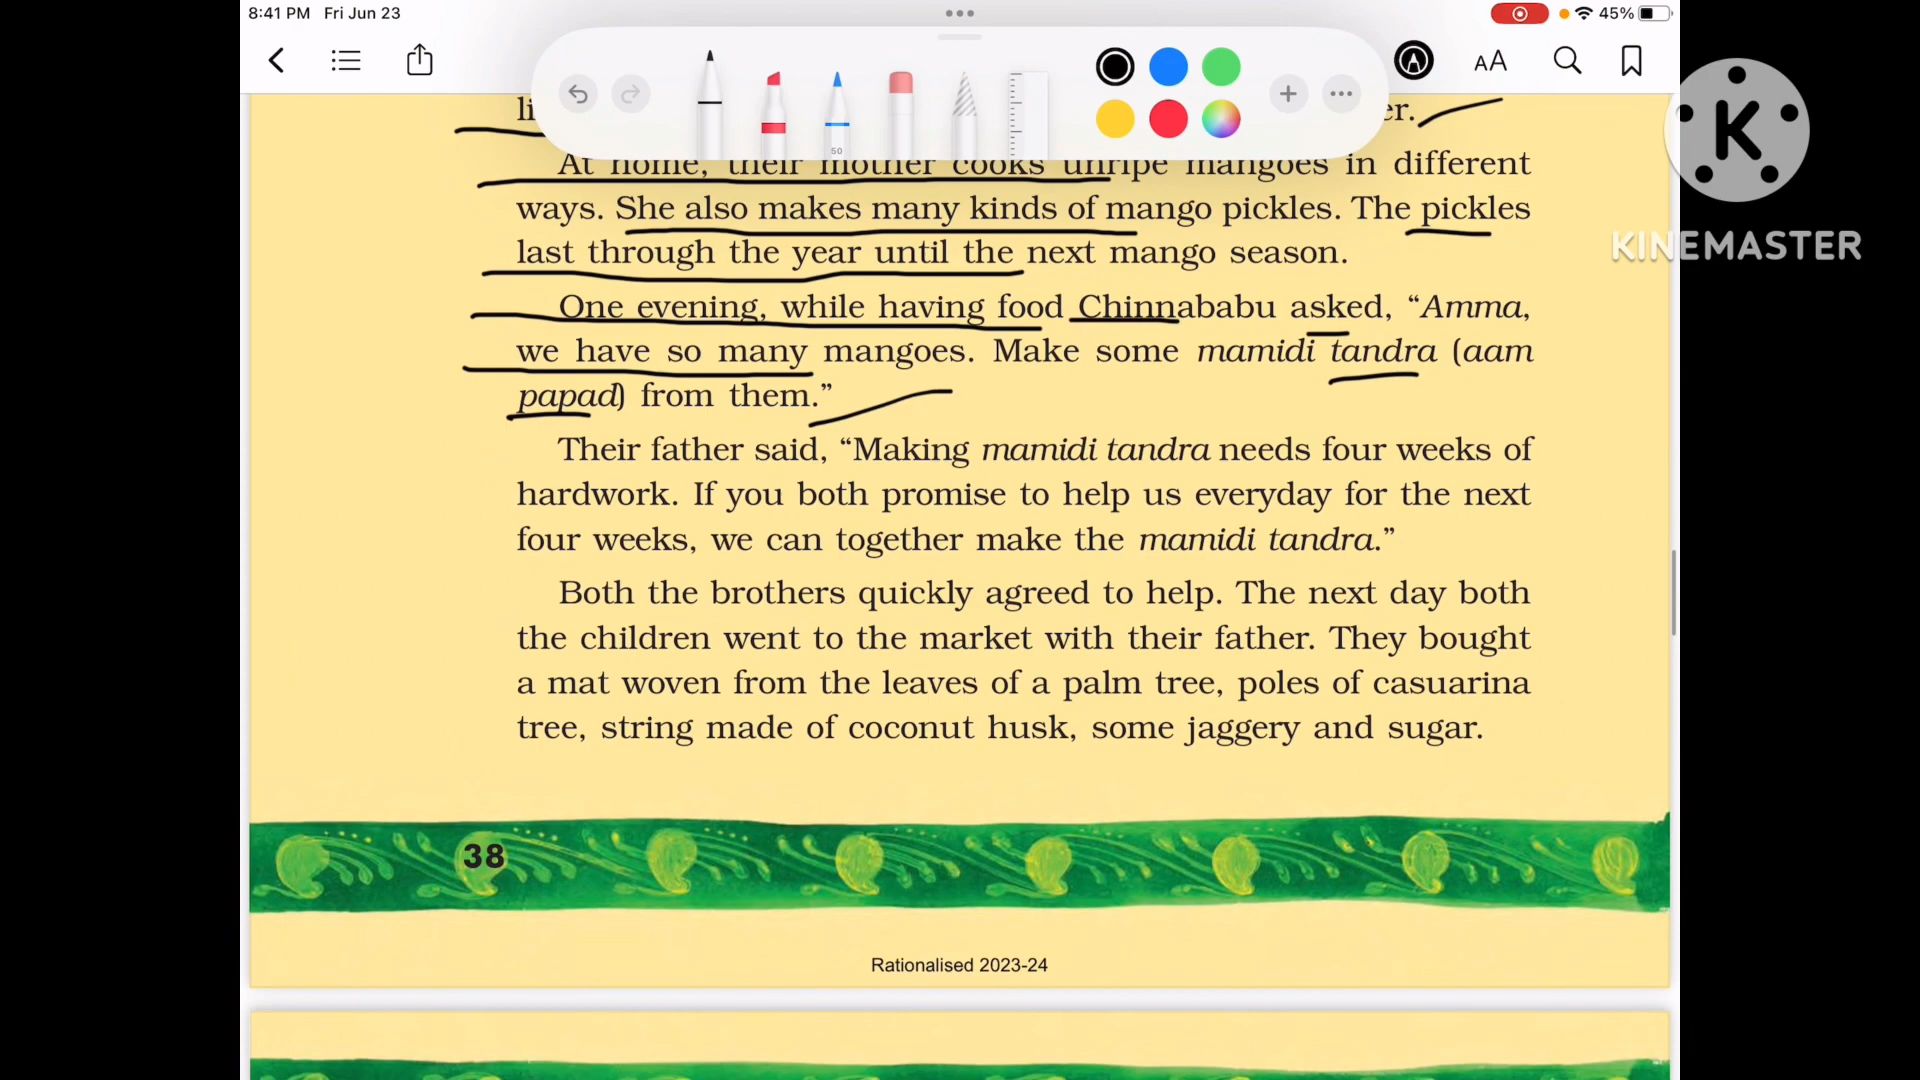 8:41 PM Fri Jun 23
45%
50
AA
K
KINEMASTER
li er.
At home, their mother cooks unripe mangoes in different
ways. She also makes many kinds of mango pickles. The pickles
last through the year until the next mango season.
One evening, while having food Chinnababu asked, “Amma,
we have so many mangoes. Make some mamidi tandra (aam
papad) from them.”
Their father said, “Making mamidi tandra needs four weeks of
hardwork. If you both promise to help us everyday for the next
four weeks, we can together make the mamidi tandra.”
Both the brothers quickly agreed to help. The next day both
the children went to the market with their father. They bought
a mat woven from the leaves of a palm tree, poles of casuarina
tree, string made of coconut husk, some jaggery and sugar.
38
Rationalised 2023-24